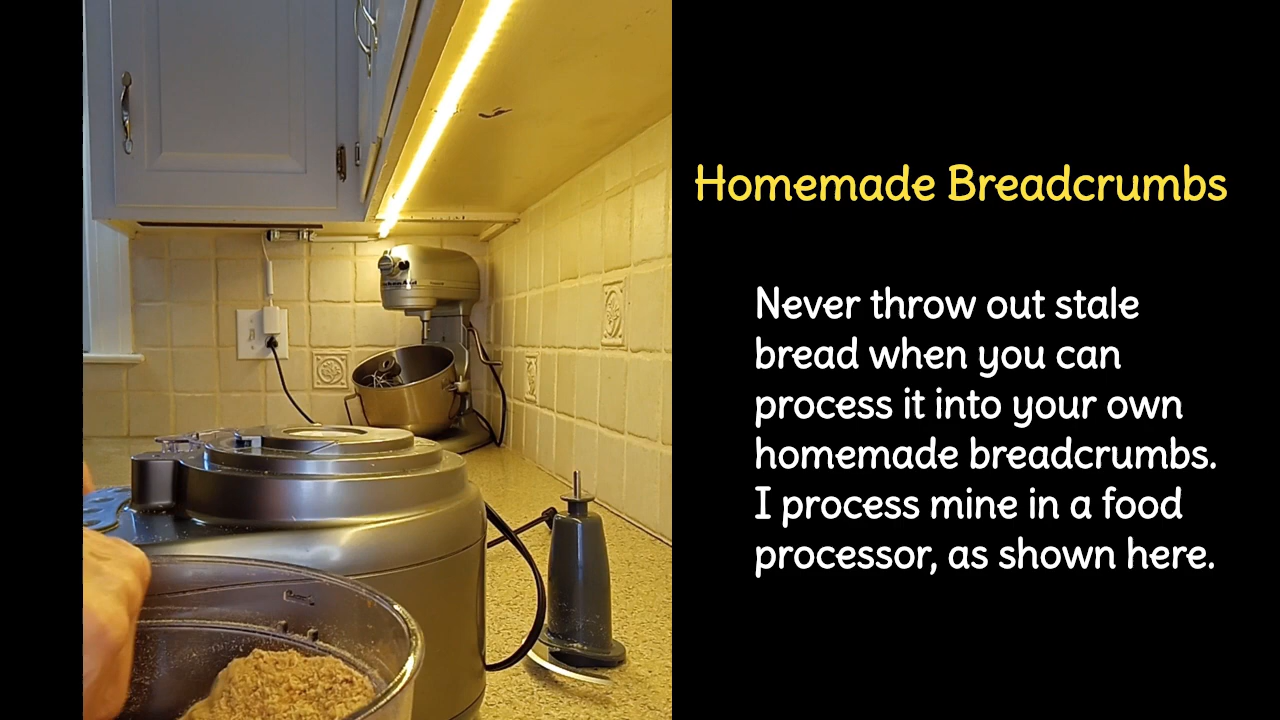 Homemade Breadcrumbs
Never throw out stale
bread when you can
process it into your own
homemade breadcrumbs.
I process mine in a food
processor, as shown here.